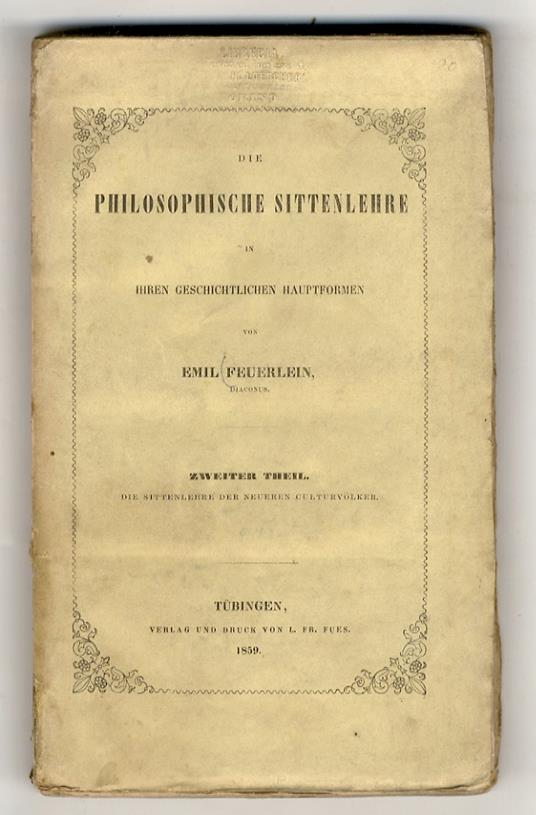 DIE
PHILOSOPHISCHE SITTENLEHRE
IN
IHREN GESCHICHTLICHEN HAUPTFORMEN
VON
EMIL FEUERLEIN,
DIACONUS.
ZWEITER THEIL.
DIE SITTENLEHRE DER NEUEREN CULTURVÖLKER.
TÜBINGEN,
VERLAG UND DRUCK VON L. FR. FUES.
1859.